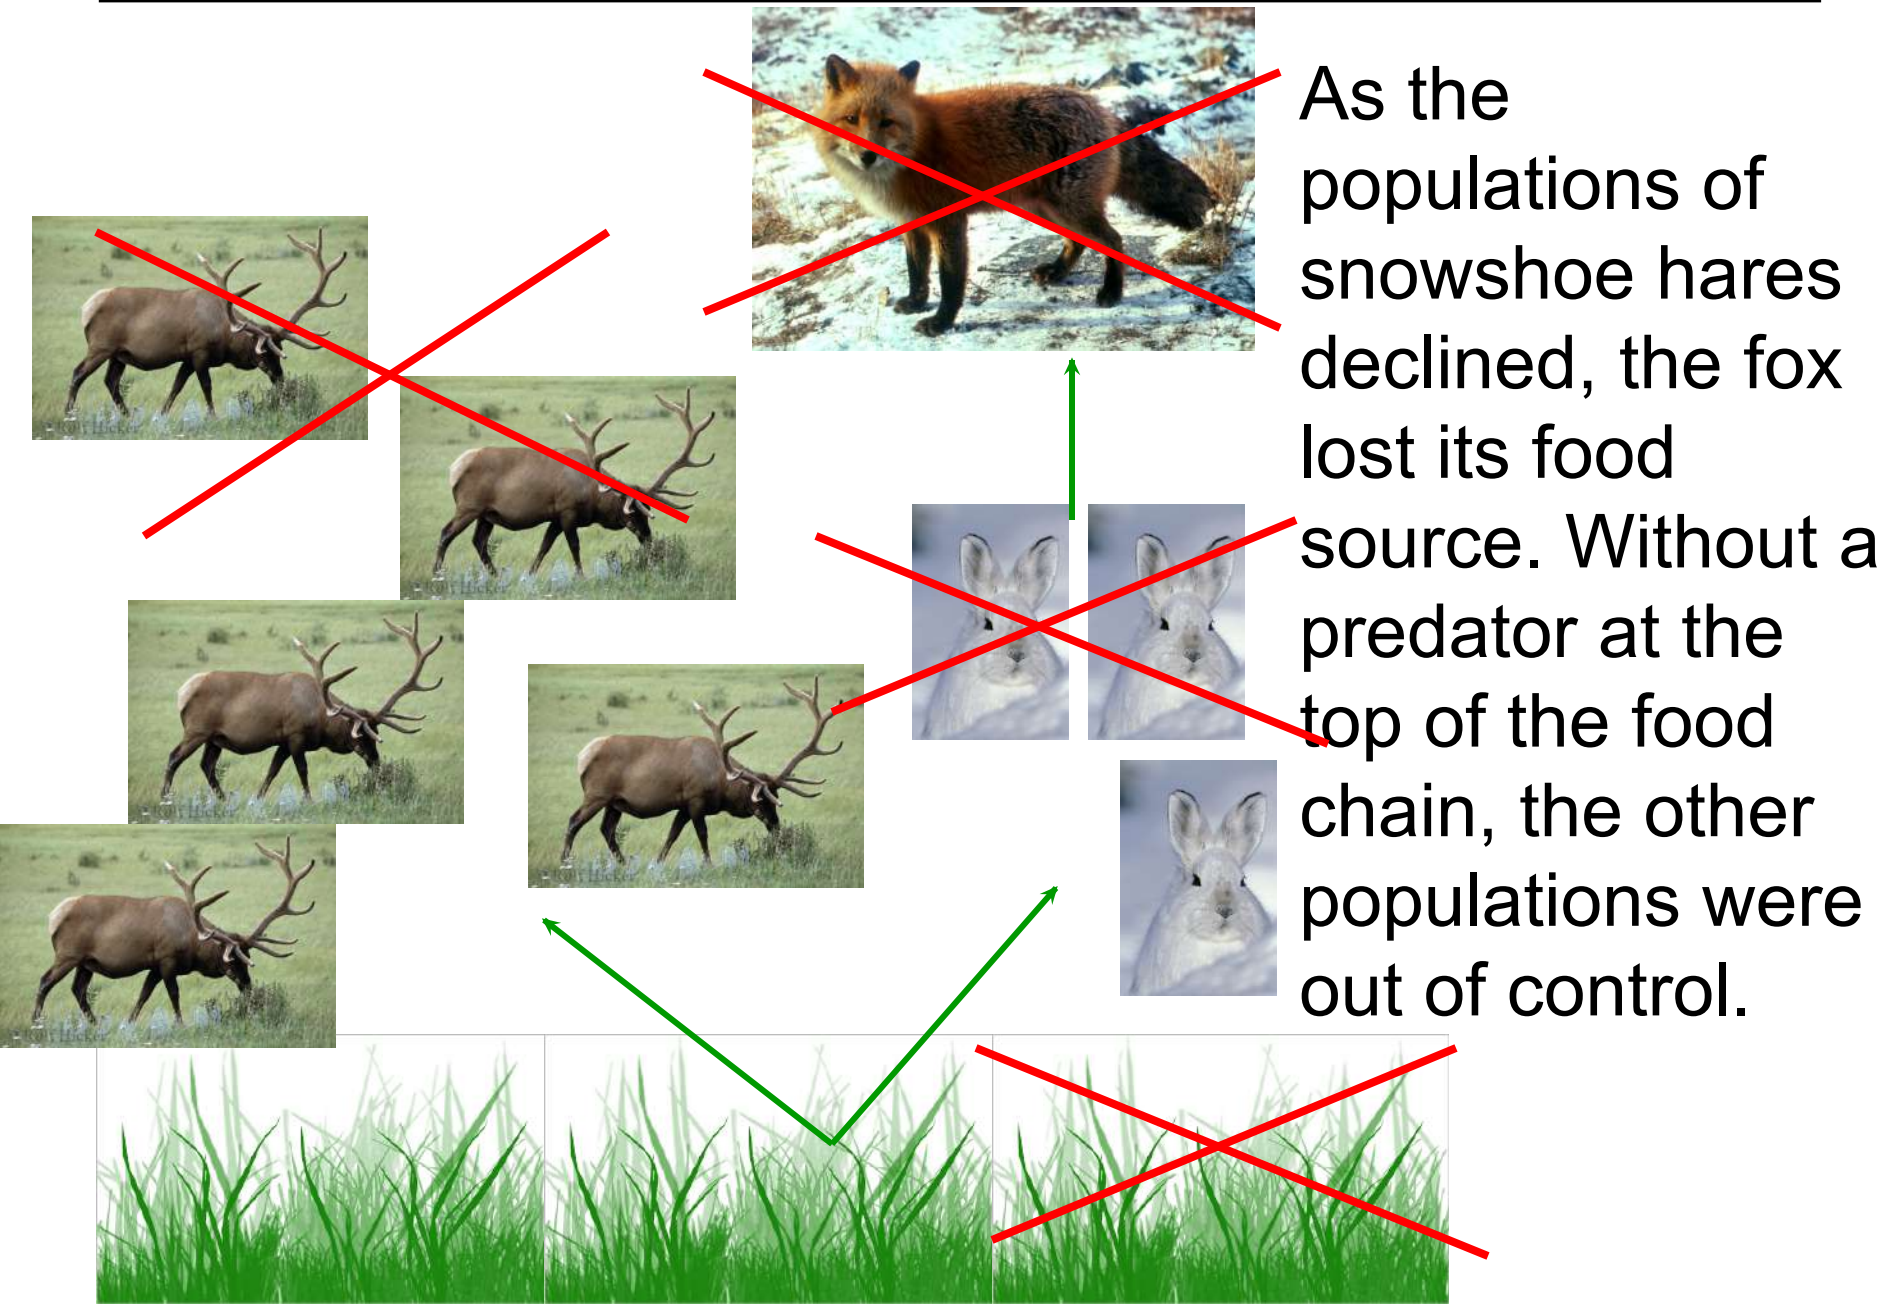 As the
populations of
snowshoe hares
declined, the fox
lost its food
source. Without a
predator at the
top of the food
chain, the other
populations were
out of control.